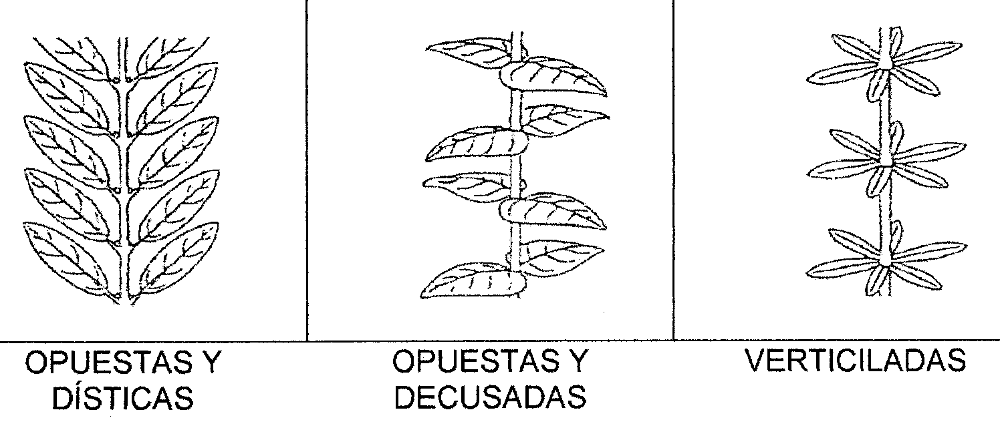 OPUESTAS Y
DÍSTICAS
OPUESTAS Y
DECUSADAS
VERTICILADAS